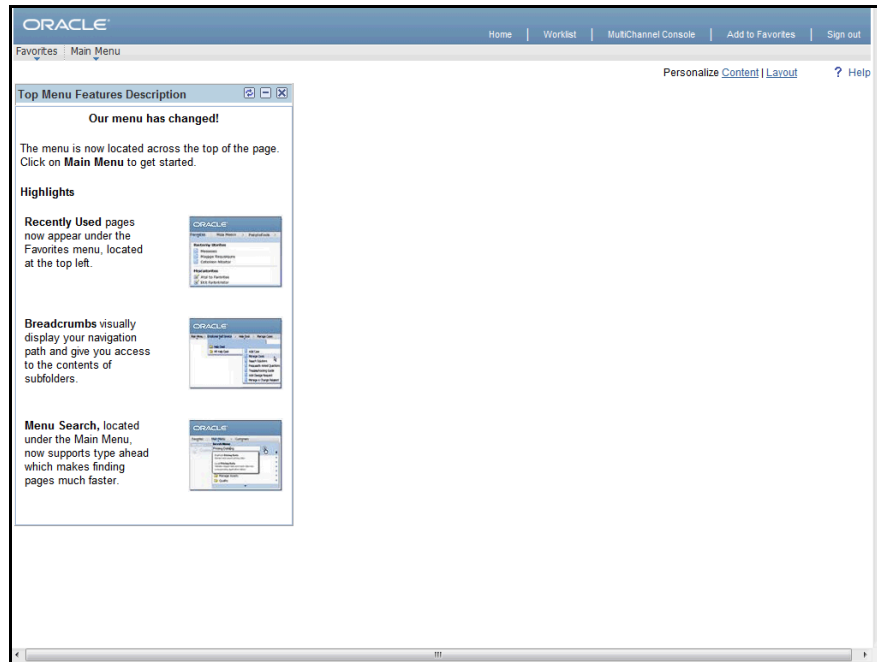 ORACLE
Home | Worklist | MultiChannel Console | Add to Favorites | Sign out
Favorites Main Menu
Personalize Content | Layout ? Help
Top Menu Features Description
Our menu has changed!
The menu is now located across the top of the page.
Click on Main Menu to get started.
Highlights
Recently Used pages
now appear under the
Favorites menu, located
at the top left.
ORACLE
Breadcrumbs visually
display your navigation
path and give you access
to the contents of
subfolders.
ORACLE
Menu Search, located
under the Main Menu,
now supports type ahead
which makes finding
pages much faster.
ORACLE